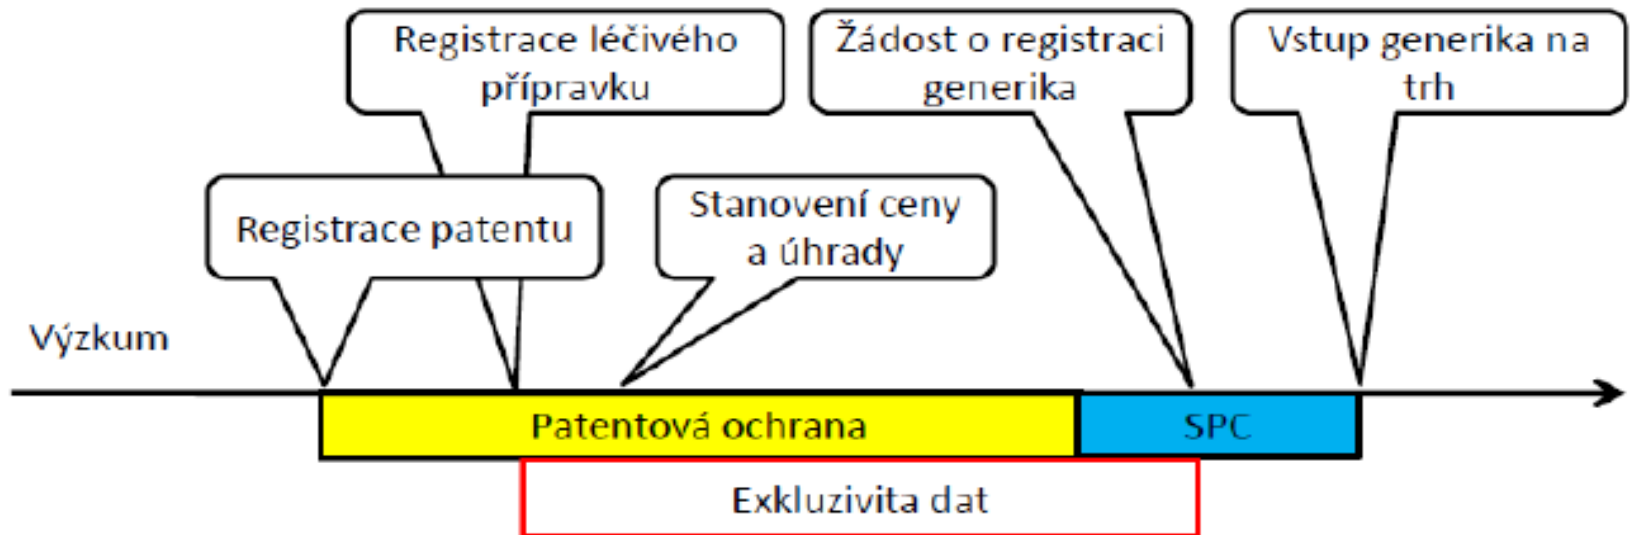 Registrace léčivého
přípravku
Žádost o registraci
generika
Vstup generika na
trh
Registrace patentu
Stanovení ceny
a úhrady
Výzkum
Patentová ochrana
SPC
Exkluzivita dat